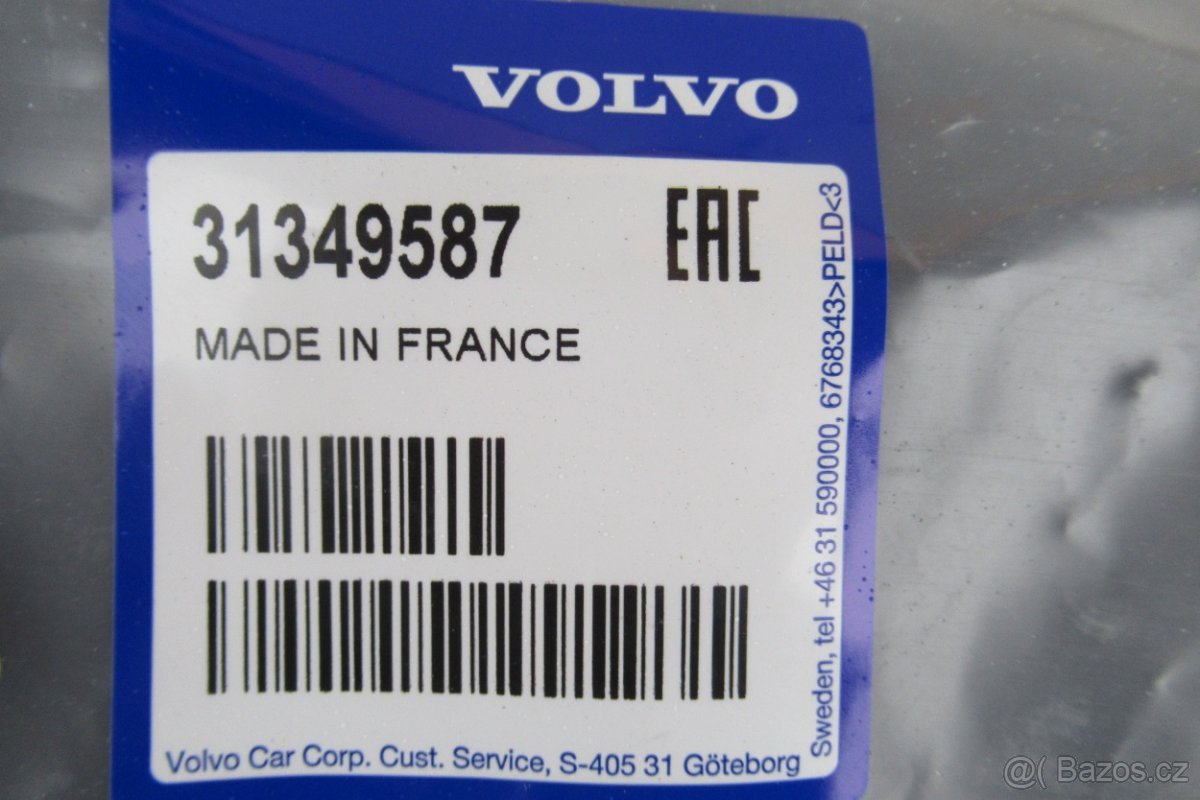 VOLVO
31349587
EAC
MADE IN FRANCE
Volvo Car Corp. Cust. Service, S-405 31 Göteborg
Sweden, tel +46 31 590000, 6768343>PELD<3
@( Bazos.cz